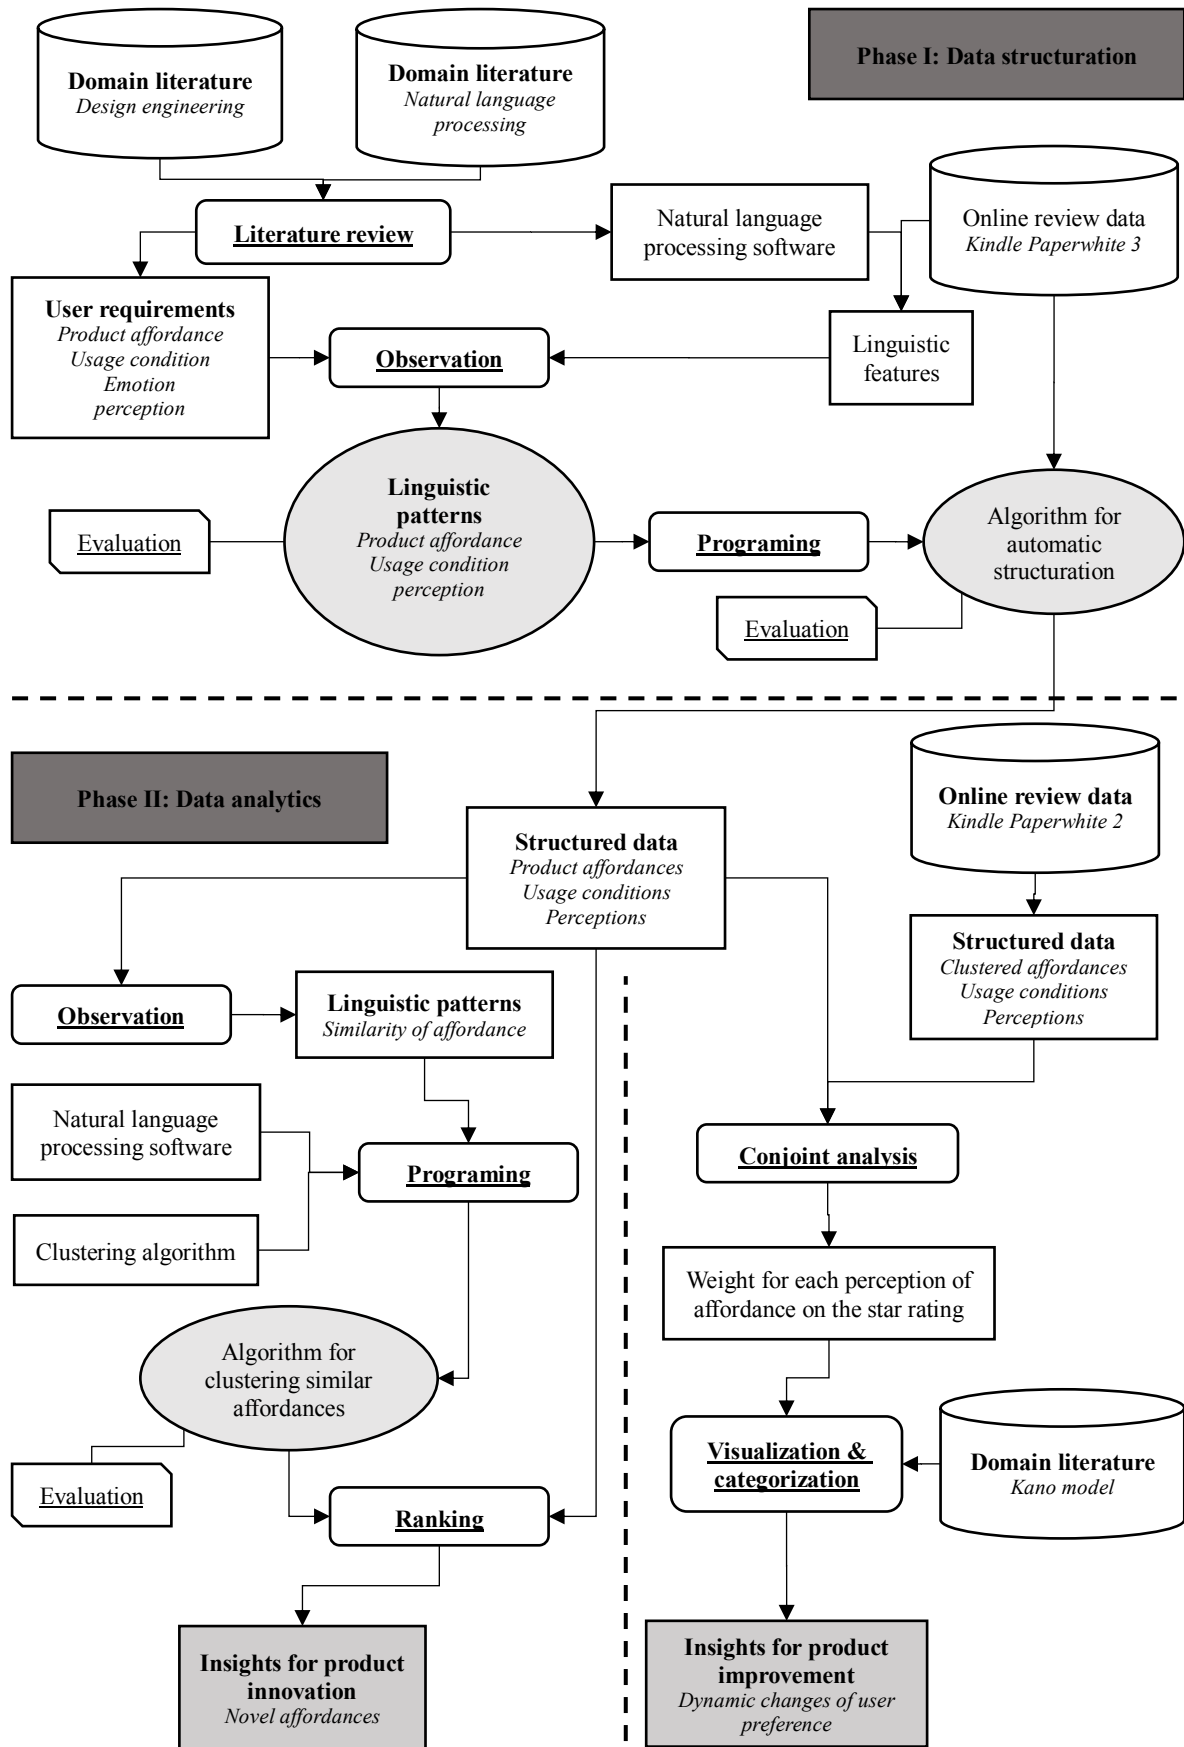 Domain literature
Design engineering
Domain literature
Natural language
processing
Phase I: Data structuration
Literature review
Natural language
processing software
Online review data
Kindle Paperwhite 3
User requirements
Product affordance
Usage condition
Emotion
perception
Observation
Linguistic
features
Linguistic
patterns
Product affordance
Usage condition
perception
Evaluation
Programing
Algorithm for
automatic
structuration
Evaluation
Phase II: Data analytics
Online review data
Kindle Paperwhite 2
Structured data
Product affordances
Usage conditions
Perceptions
Structured data
Clustered affordances
Usage conditions
Perceptions
Observation
Linguistic patterns
Similarity of affordance
Natural language
processing software
Programing
Conjoint analysis
Clustering algorithm
Weight for each perception of
affordance on the star rating
Algorithm for
clustering similar
affordances
Visualization &
categorization
Domain literature
Kano model
Evaluation
Ranking
Insights for product
innovation
Novel affordances
Insights for product
improvement
Dynamic changes of user
preference